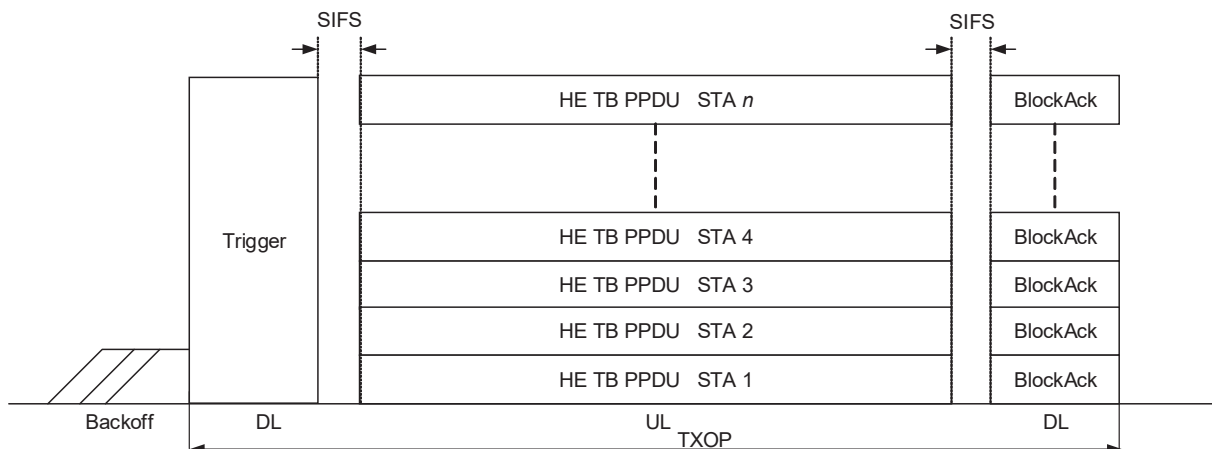 SIFS
SIFS
HE TB PPDU STA n
BlockAck
Trigger
HE TB PPDU STA 4
BlockAck
HE TB PPDU STA 3
BlockAck
HE TB PPDU STA 2
BlockAck
HE TB PPDU STA 1
BlockAck
Backoff
DL
UL
DL
TXOP